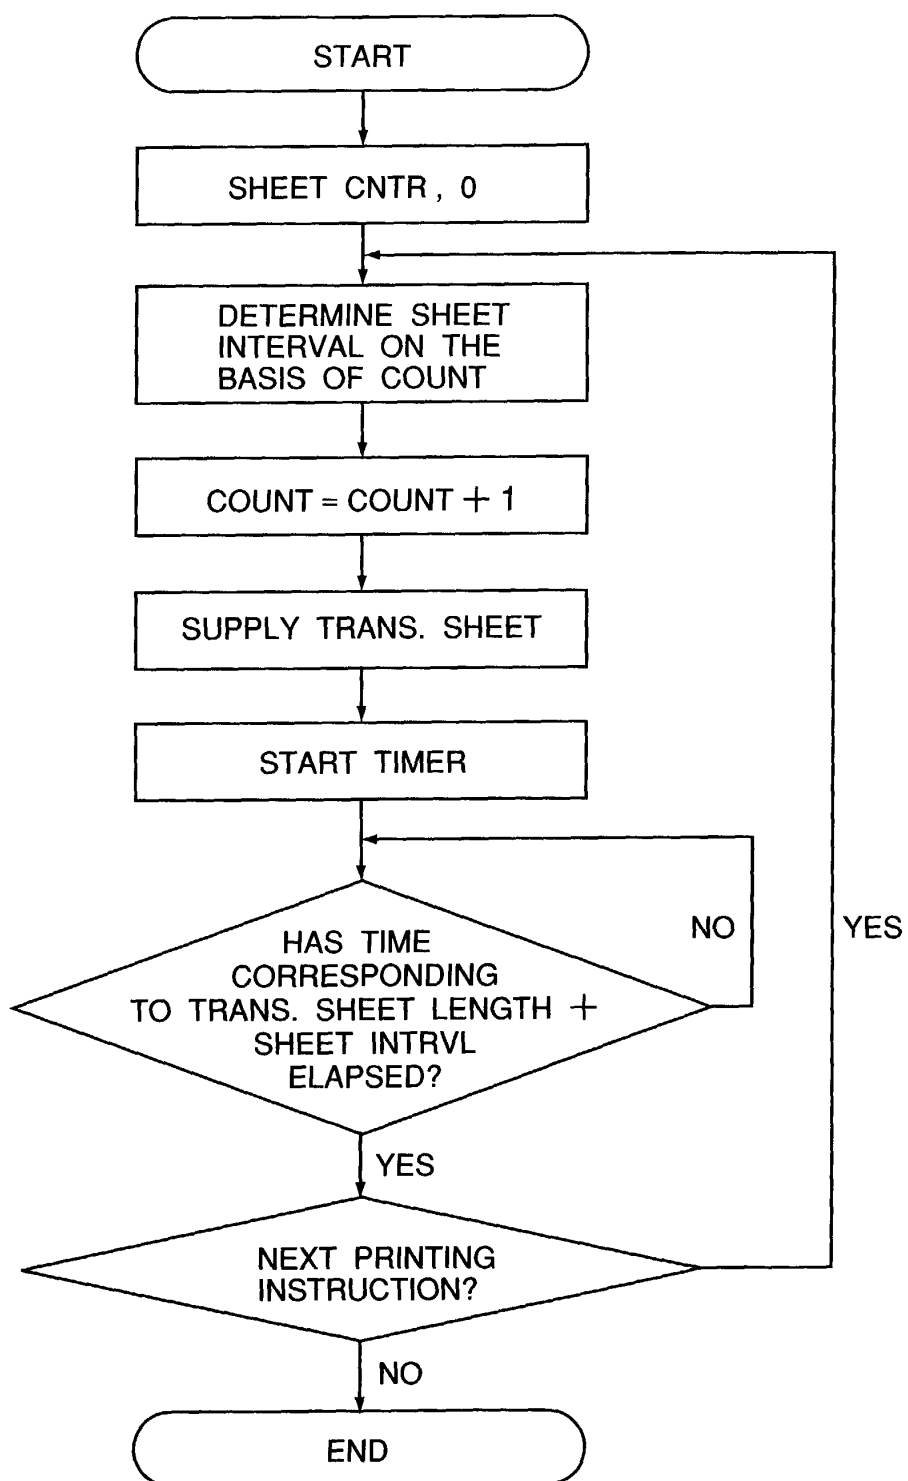 START
SHEET CNTR, 0
DETERMINE SHEET
INTERVAL ON THE
BASIS OF COUNT
COUNT = COUNT + 1
SUPPLY TRANS. SHEET
START TIMER
HAS TIME
CORRESPONDING
TO TRANS. SHEET LENGTH +
SHEET INTRVL
ELAPSED?
NO
YES
YES
NEXT PRINTING
INSTRUCTION?
NO
END